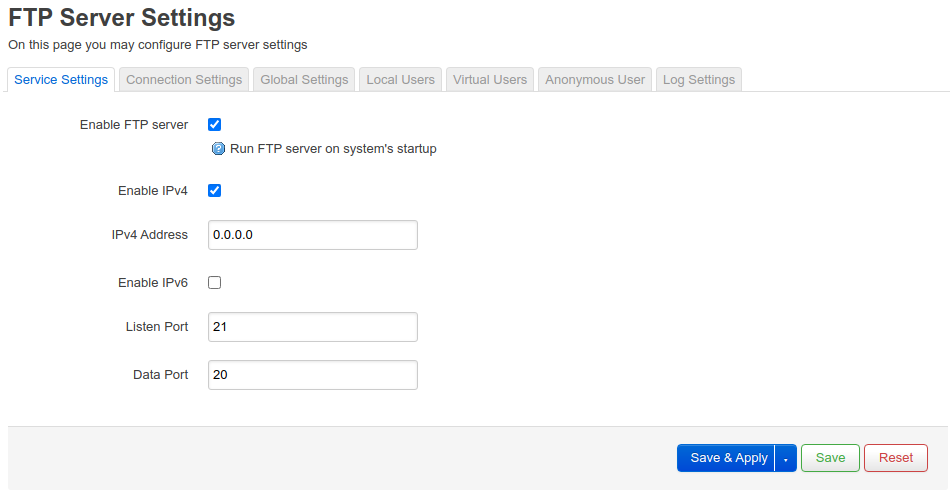 FTP Server Settings
On this page you may configure FTP server settings
Service Settings Connection Settings Global Settings Local Users Virtual Users Anonymous User Log Settings
Enable FTP server
Run FTP server on system's startup
Enable IPv4
IPv4 Address 0.0.0.0
Enable IPv6
Listen Port 21
Data Port 20
Save & Apply Save Reset